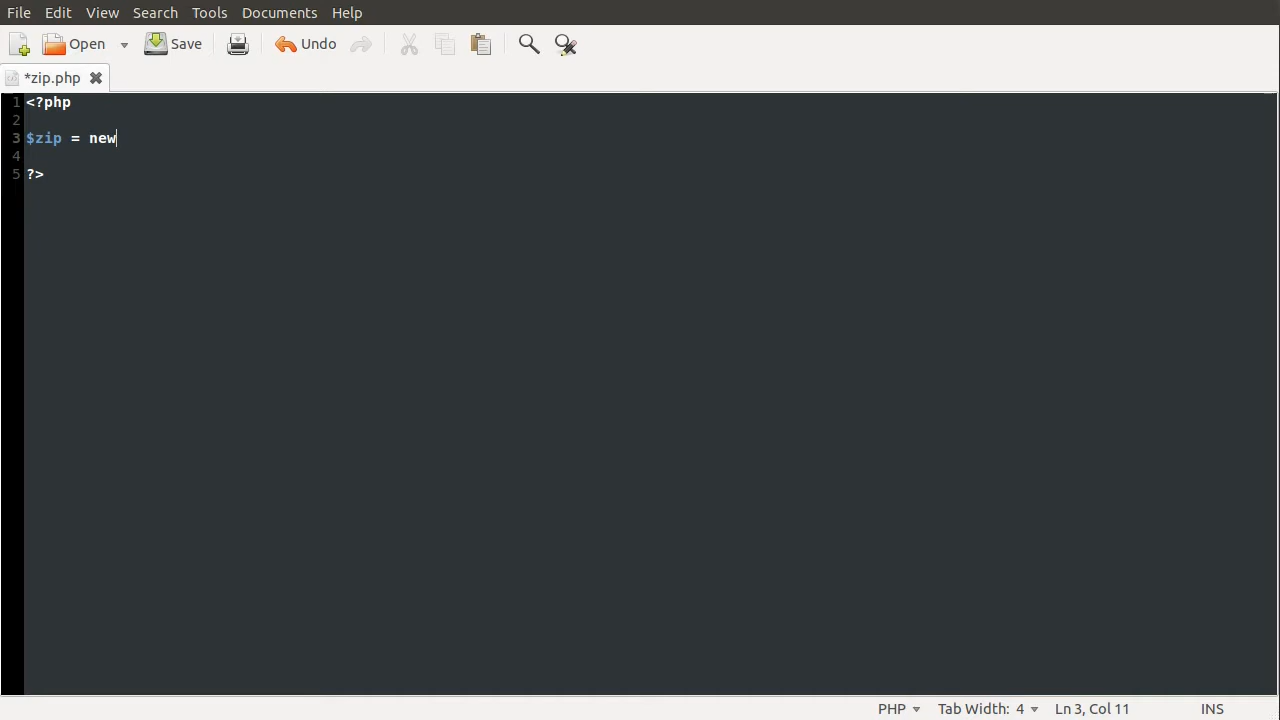 File Edit View Search Tools Documents Help
Open Save Undo
*zip.php
1 <?php
2
3 $zip = new
4
5 ?>
PHP Tab Width: 4 Ln 3, Col 11 INS